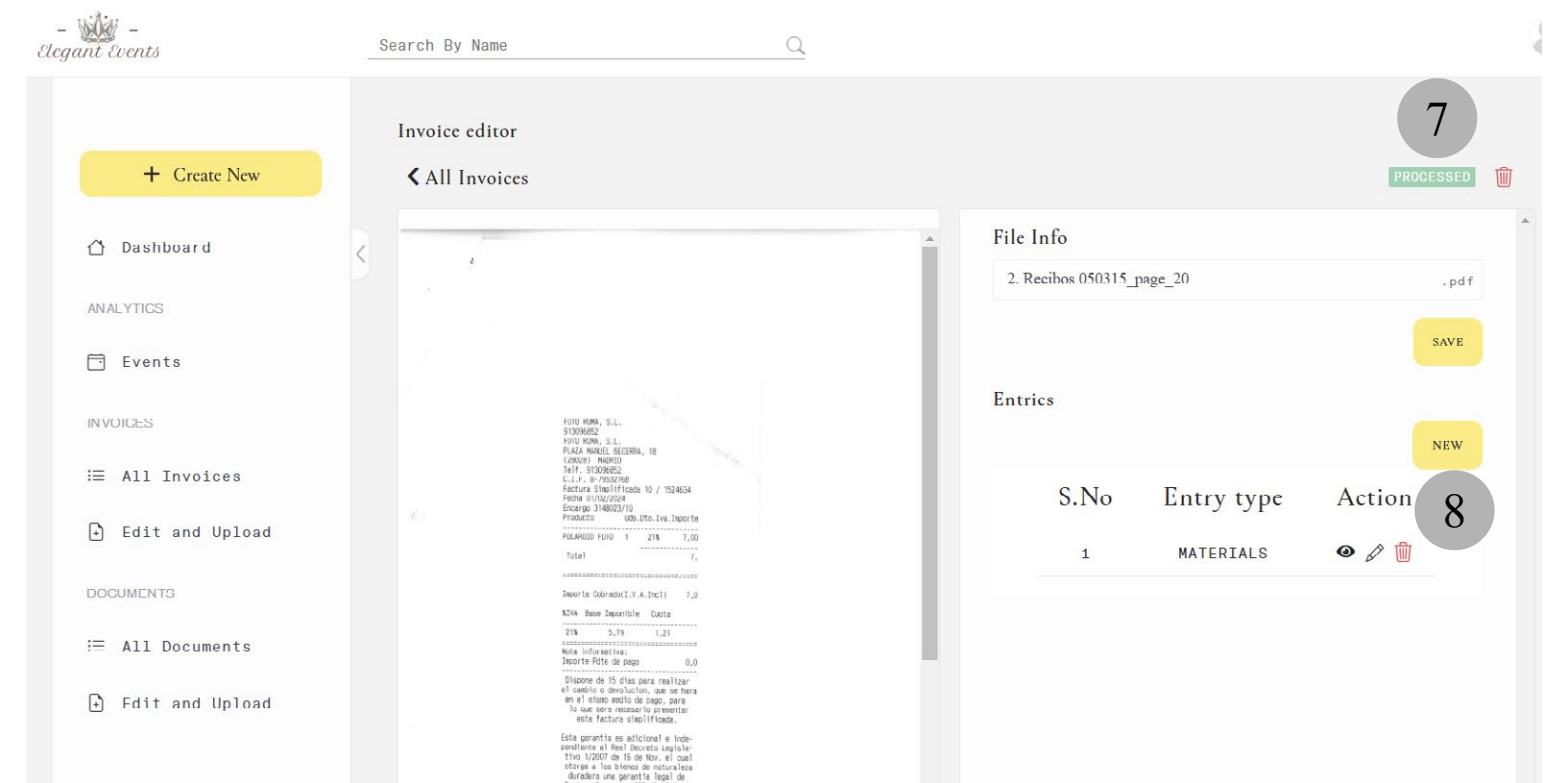 Elegant Events
Search By Name
7
Invoice editor
+ Create New
All Invoices
PROCESSED
Dashboard
ANALYTICS
Events
INVOICES
All Invoices
Edit and Upload
DOCUMENTS
All Documents
Edit and Upload
FOTO ROMA, S.L.
913096852
FOTO ROMA, S.L.
PLAZA MANUEL BECERRA, 18
(28028) MADRID
Telf. 913096852
C.I.F. B-79532768
Factura Simplificada 10 / 1524634
Fecha 01/02/2024
Encargo 3148023/10
Producto Uds.Dto.Iva.Importe
POLAROID FOTO 1 21% 7,00
Total 7,
Importe Cobrado(I.V.A.Incl) 7,0
%IVA Base Imponible Cuota
21% 5,79 1,21
Nota Informativa:
Importe Pdte de pago 0,0
Dispone de 15 días para realizar
el cambio o devolucion, que se hara
en el mismo medio de pago, para
lo que sera necesario presentar
esta factura simplificada.
Esta garantia es adicional e inde-
pendiente al Real Decreto Legisla-
tivo 1/2007 de 16 de Nov. el cual
otorga a los bienes de naturaleza
duradera una garantia legal de
File Info
2. Recibos 050315_page_20 .pdf
SAVE
Entries
NEW
S.No Entry type Action
8
1 MATERIALS